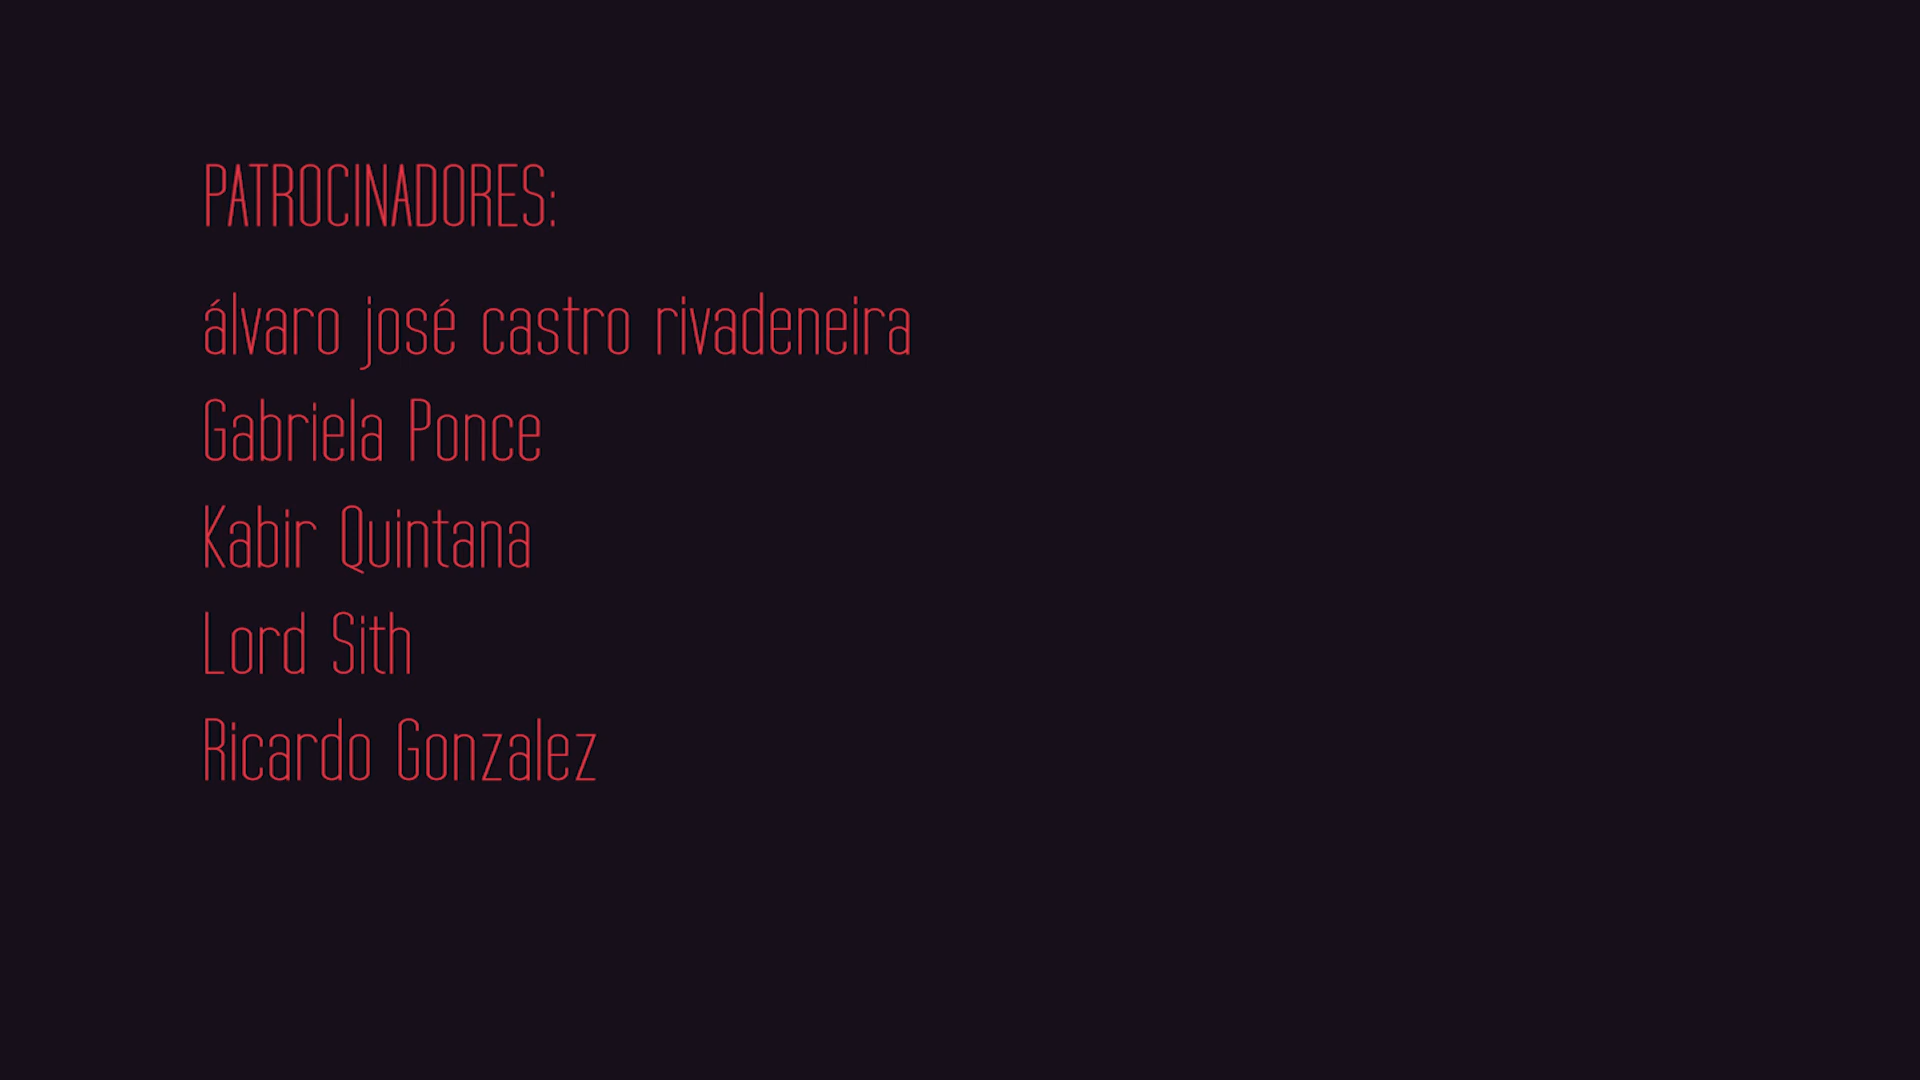 PATROCINADORES:
álvaro josé castro rivadeneira
Gabriela Ponce
Kabir Quintana
Lord Sith
Ricardo Gonzalez